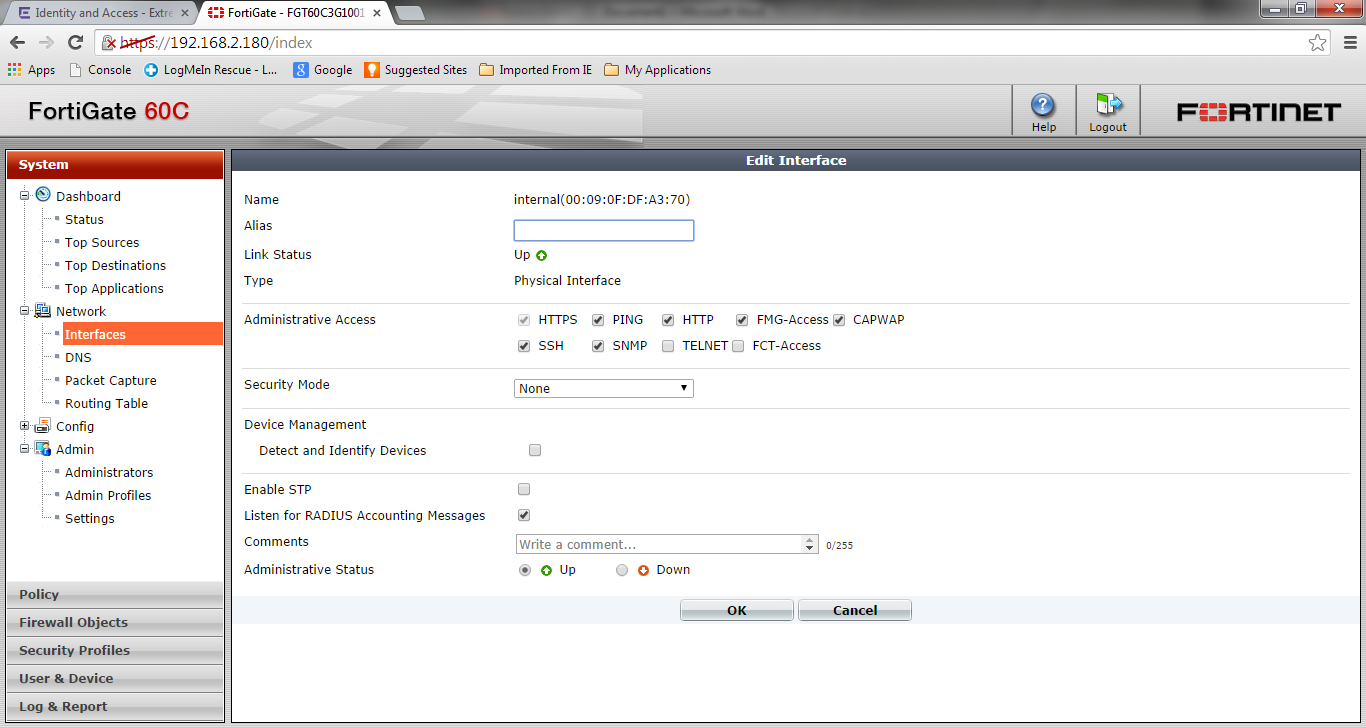 Identity and Access - Extre
FortiGate - FGT60C3G1001
https://192.168.2.180/index
Apps Console LogMeIn Rescue - L... Google Suggested Sites Imported From IE My Applications
FortiGate 60C
Help Logout FORTINET
System
Dashboard
Status
Top Sources
Top Destinations
Top Applications
Network
Interfaces
DNS
Packet Capture
Routing Table
Config
Admin
Administrators
Admin Profiles
Settings
Policy
Firewall Objects
Security Profiles
User & Device
Log & Report
Edit Interface
Name internal(00:09:0F:DF:A3:70)
Alias
Link Status Up
Type Physical Interface
Administrative Access HTTPS PING HTTP FMG-Access CAPWAP
SSH SNMP TELNET FCT-Access
Security Mode None
Device Management
Detect and Identify Devices
Enable STP
Listen for RADIUS Accounting Messages
Comments Write a comment... 0/255
Administrative Status Up Down
OK Cancel